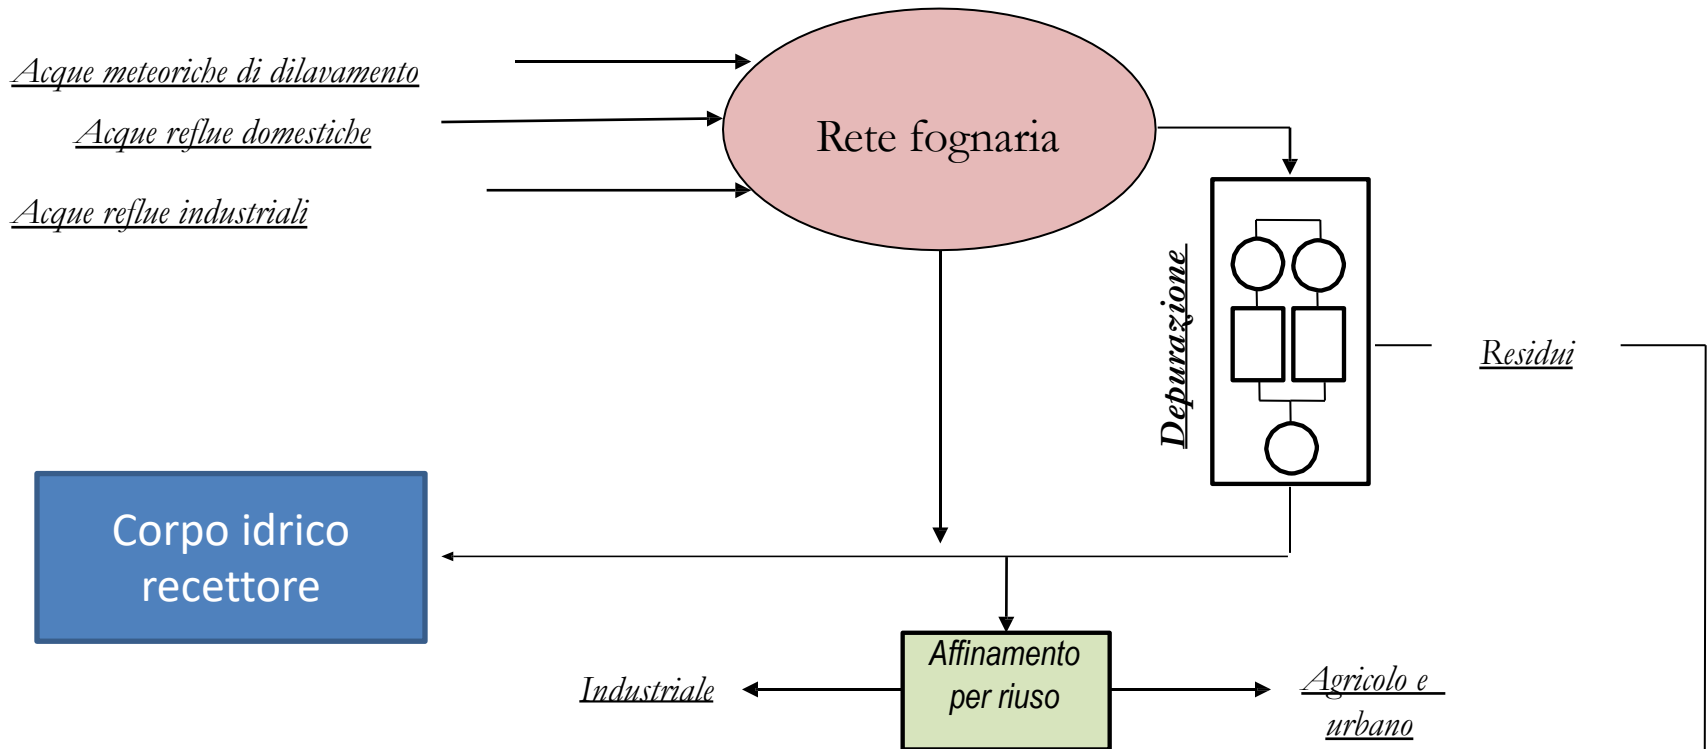 Acque meteoriche di dilavamento
Acque reflue domestiche
Acque reflue industriali
Rete fognaria
Depurazione
Residui
Corpo idrico
recettore
Affinamento
per riuso
Industriale
Agricolo e
urbano